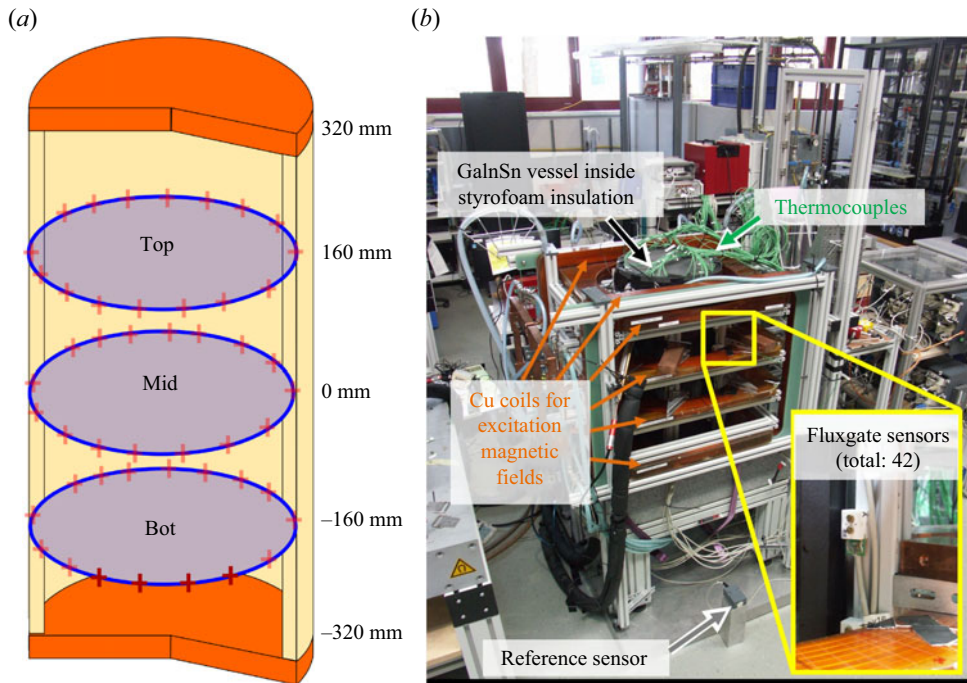 (a)
320 mm
Top
160 mm
Mid
0 mm
Bot
–160 mm
–320 mm
(b)
GaInSn vessel inside
styrofoam insulation
Thermocouples
Cu coils for
excitation
magnetic
fields
Fluxgate sensors
(total: 42)
Reference sensor